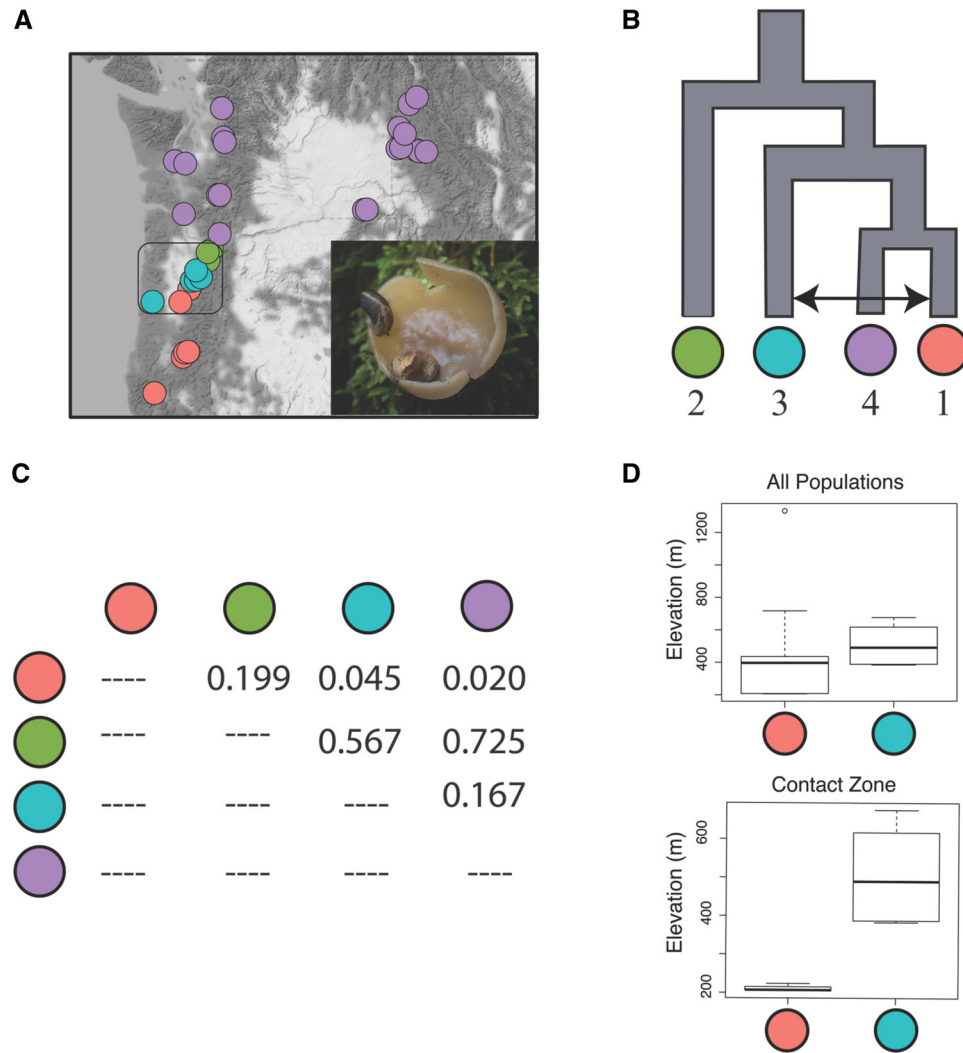 A
B
2 3 4 1
C
---- 0.199 0.045 0.020
---- ---- 0.567 0.725
---- ---- ---- 0.167
---- ---- ---- ----
D
All Populations
Elevation (m)
1200
800
400
Contact Zone
Elevation (m)
600
400
200